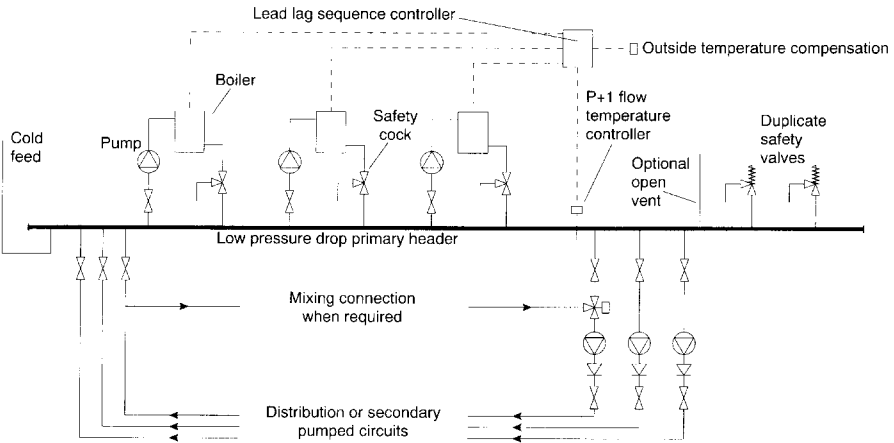 Lead lag sequence controller
Outside temperature compensation
Boiler
P+1 flow
temperature
controller
Safety
cock
Duplicate
safety
valves
Cold
feed
Pump
Optional
open
vent
Low pressure drop primary header
Mixing connection
when required
Distribution or secondary
pumped circuits